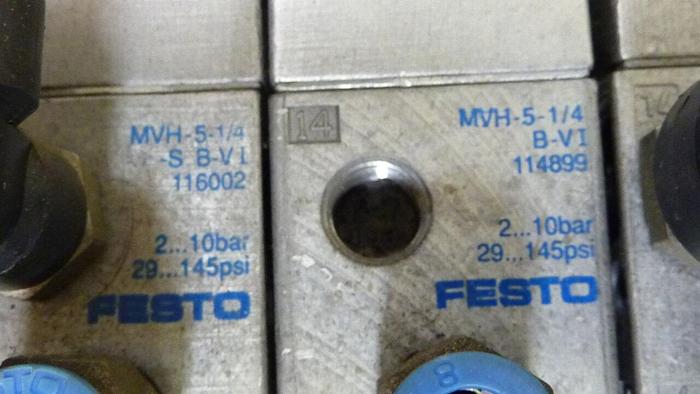 MVH-5-1/4
-S B-VI
116002
2...10bar
29...145psi
FESTO
14
MVH-5-1/4
B-VI
114899
2...10bar
29...145psi
FESTO
8
14